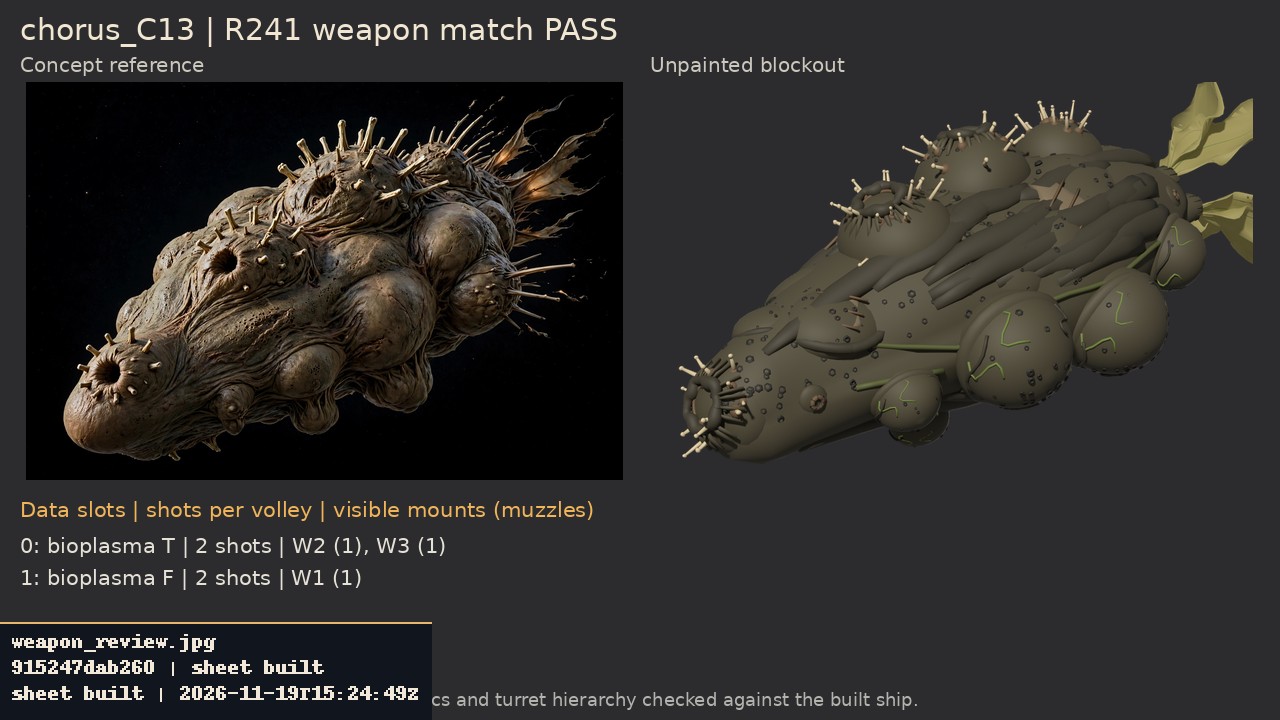 chorus_C13 | R241 weapon match PASS
Concept reference
Unpainted blockout
Data slots | shots per volley | visible mounts (muzzles)
0: bioplasma T | 2 shots | W2 (1), W3 (1)
1: bioplasma F | 2 shots | W1 (1)
weapon_review.jpg
915247dab260 | sheet built
sheet built | 2026-11-19T15:24:49Z
and turret hierarchy checked against the built ship.